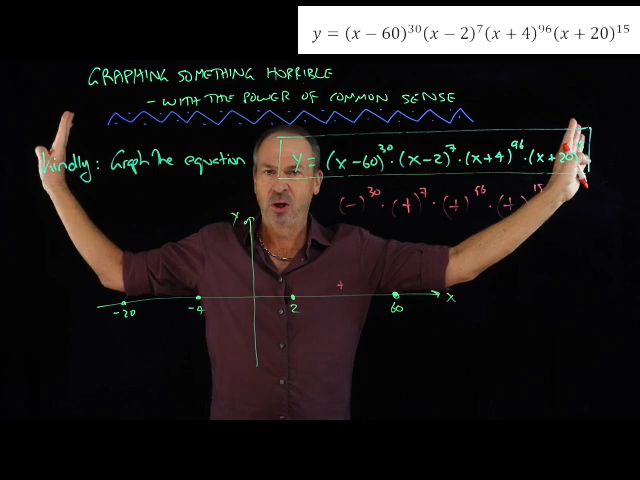 y = (x − 60)³⁰(x − 2)⁷(x + 4)⁹⁶(x + 20)¹⁵
GRAPHING SOMETHING HORRIBLE
- WITH THE POWER OF COMMON SENSE
Kindly: Graph the equation y = (x-60)³⁰·(x-2)⁷·(x+4)⁹⁶·(x+20)
(-)³⁰·(+)⁷·(+)⁹⁶·(+)¹⁵
Y
+
-20 -4 2 60 X